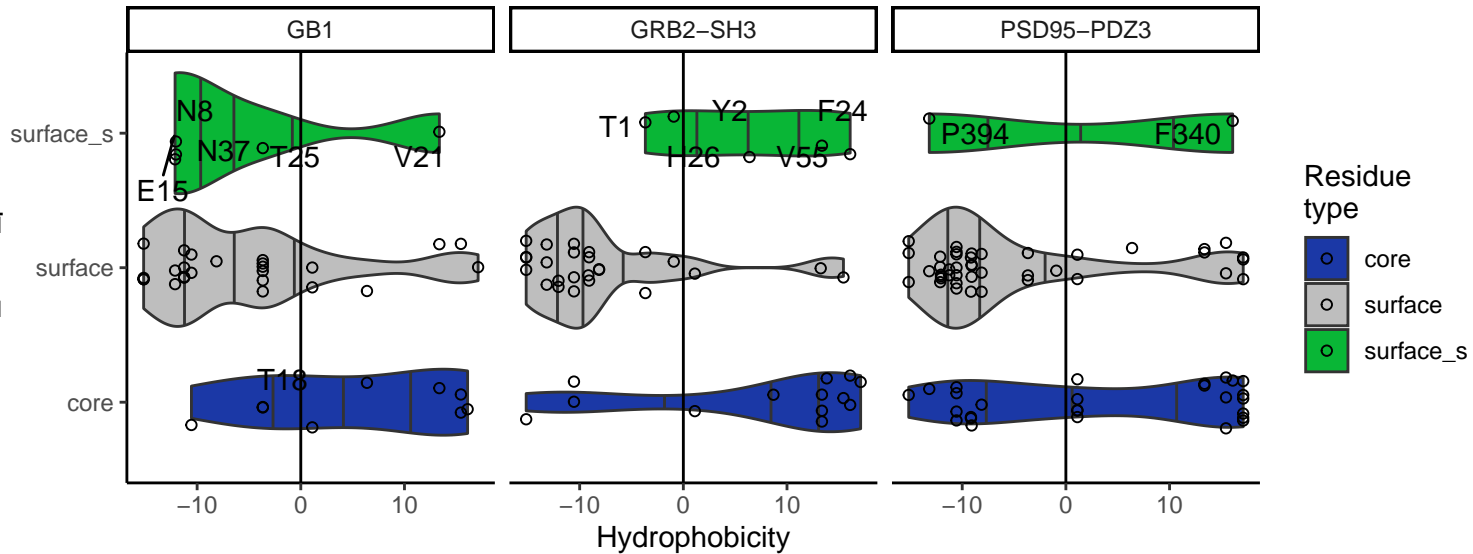 GB1
GRB2−SH3
PSD95−PDZ3
surface_s
surface
core
N8
N37
T25
V21
E15
T18
T1
Y2
F24
H26
V55
P394
F340
−10 0 10
−10 0 10
−10 0 10
Hydrophobicity
Residue
type
core
surface
surface_s